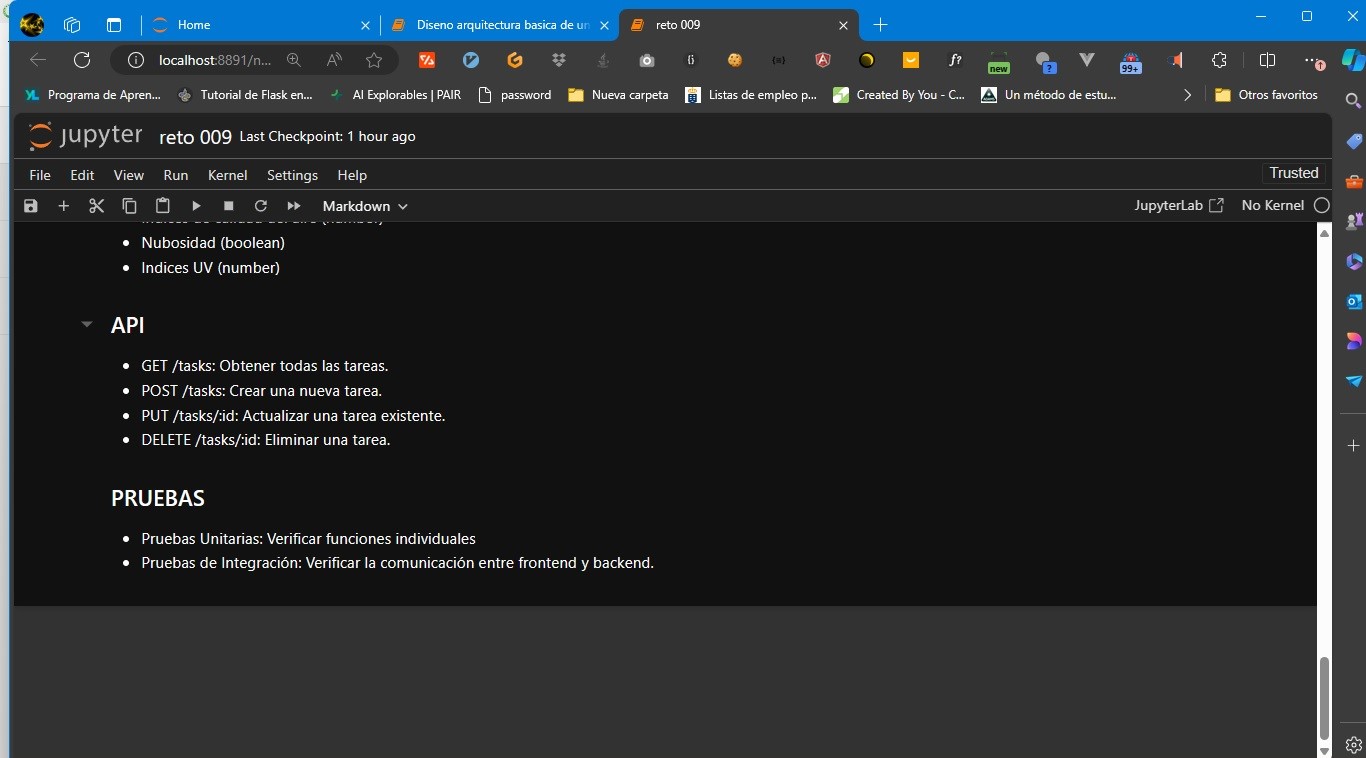 Home
Diseno arquitectura basica de un
reto 009
localhost:8891/n...
A
{}
{=}
f?
new
?
99+
Programa de Apren...
Tutorial de Flask en...
AI Explorables | PAIR
password
Nueva carpeta
Listas de empleo p...
Created By You - C...
Un método de estu...
Otros favoritos
jupyter
reto 009
Last Checkpoint: 1 hour ago
File Edit View Run Kernel Settings Help
Trusted
Markdown
JupyterLab
No Kernel
Nubosidad (boolean)
Indices UV (number)
API
GET /tasks: Obtener todas las tareas.
POST /tasks: Crear una nueva tarea.
PUT /tasks/:id: Actualizar una tarea existente.
DELETE /tasks/:id: Eliminar una tarea.
PRUEBAS
Pruebas Unitarias: Verificar funciones individuales
Pruebas de Integración: Verificar la comunicación entre frontend y backend.